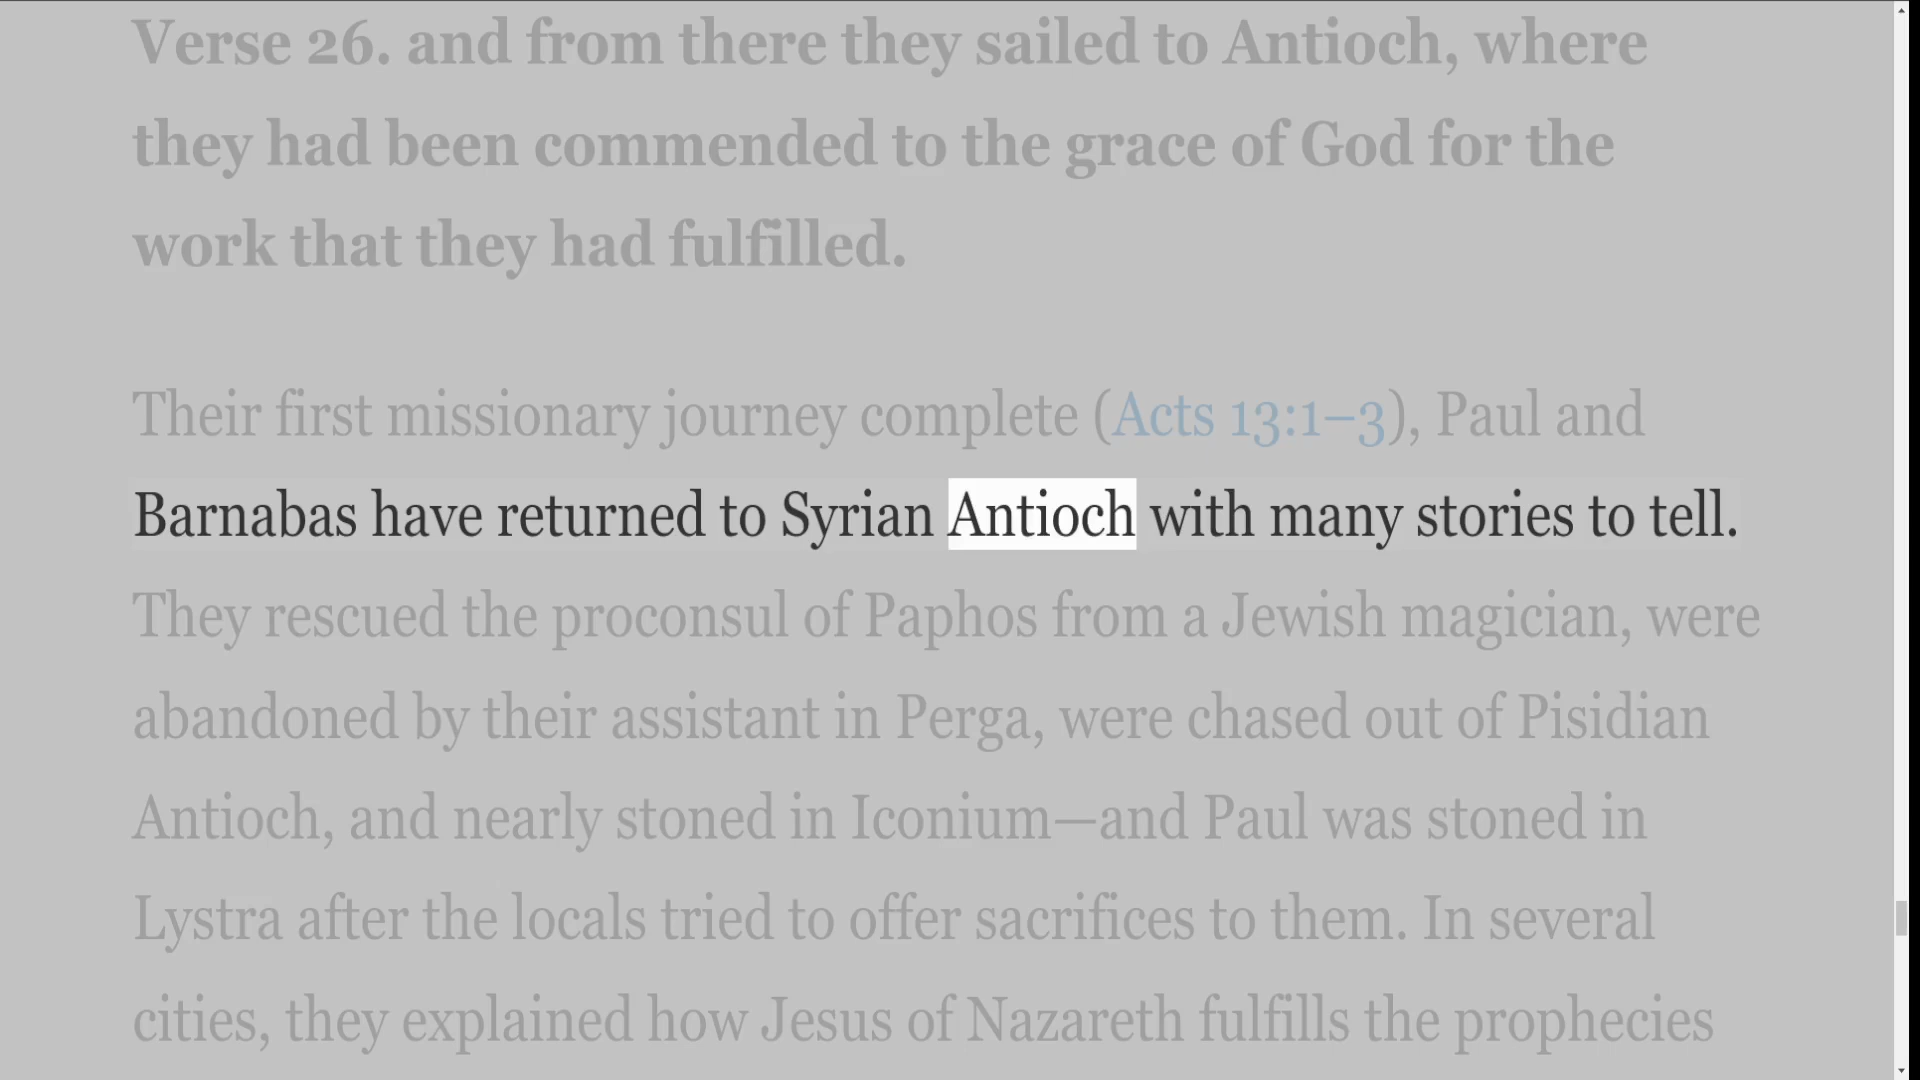 Verse 26. and from there they sailed to Antioch, where
they had been commended to the grace of God for the
work that they had fulfilled.
Their first missionary journey complete (Acts 13:1–3), Paul and
Barnabas have returned to Syrian Antioch with many stories to tell.
They rescued the proconsul of Paphos from a Jewish magician, were
abandoned by their assistant in Perga, were chased out of Pisidian
Antioch, and nearly stoned in Iconium—and Paul was stoned in
Lystra after the locals tried to offer sacrifices to them. In several
cities, they explained how Jesus of Nazareth fulfills the prophecies